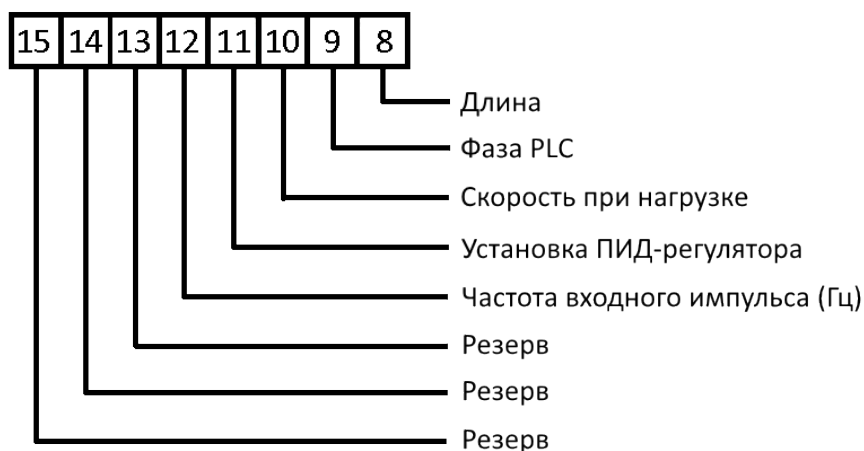 15 14 13 12 11 10 9 8
Длина
Фаза PLC
Скорость при нагрузке
Установка ПИД-регулятора
Частота входного импульса (Гц)
Резерв
Резерв
Резерв